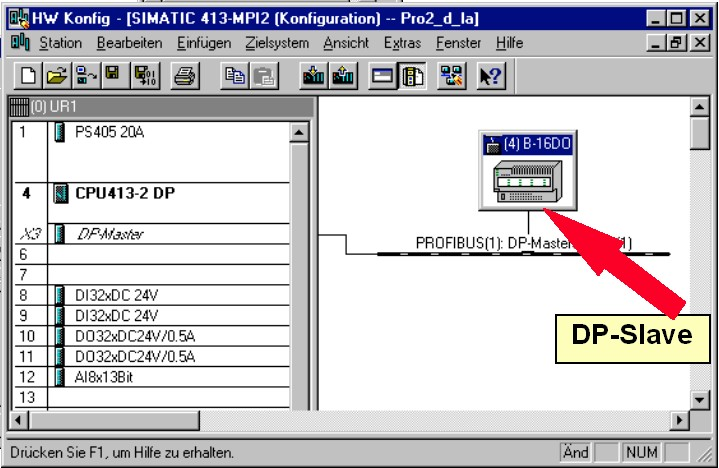 HW Konfig - [SIMATIC 413-MPI2 (Konfiguration) -- Pro2_d_la]
Station Bearbeiten Einfügen Zielsystem Ansicht Extras Fenster Hilfe
(0) UR1
1 PS405 20A
4 CPU413-2 DP
X3 DP-Master
6
7
8 DI32xDC 24V
9 DI32xDC 24V
10 DO32xDC24V/0.5A
11 DO32xDC24V/0.5A
12 AI8x13Bit
13
(4) B-16DO
PROFIBUS(1): DP-Master (1)
DP-Slave
Drücken Sie F1, um Hilfe zu erhalten.
Änd NUM